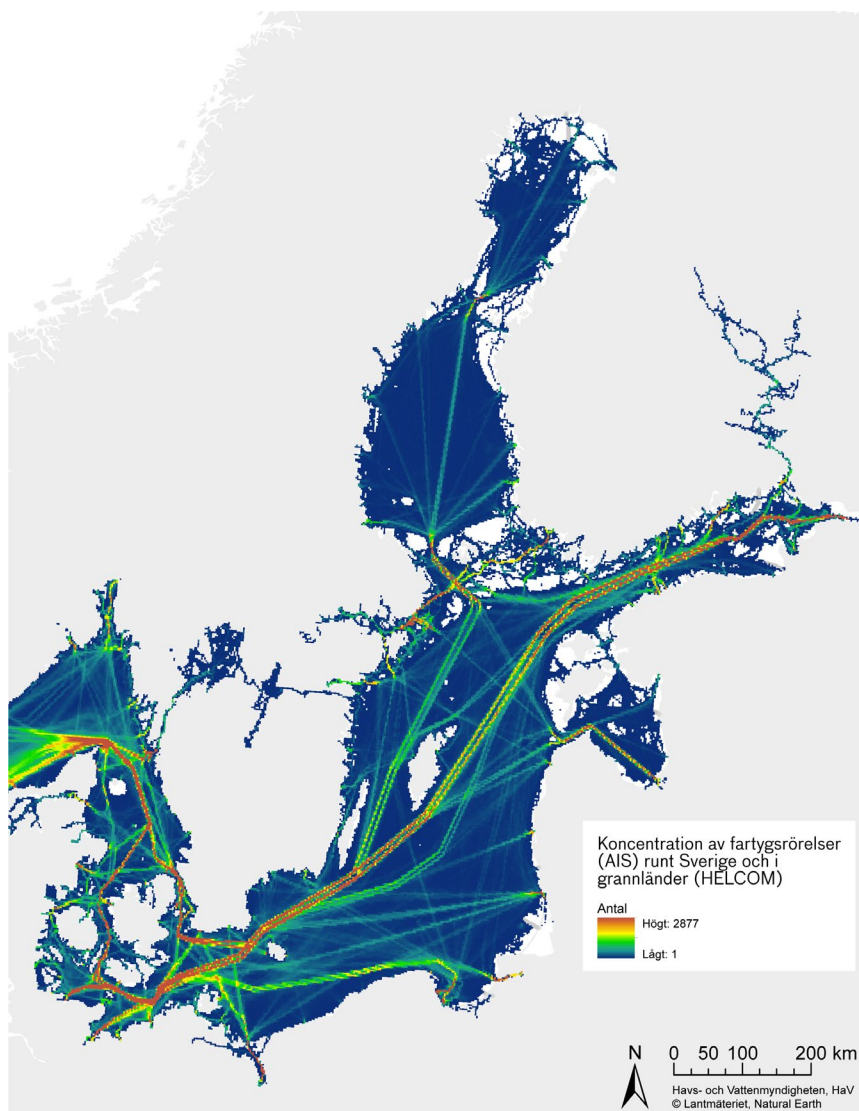 Koncentration av fartygsrörelser
(AIS) runt Sverige och i
grannländer (HELCOM)
Antal
Högt: 2877
Lågt: 1
N
0 50 100 200 km
Havs- och Vattenmyndigheten, HaV
© Lantmäteriet, Natural Earth